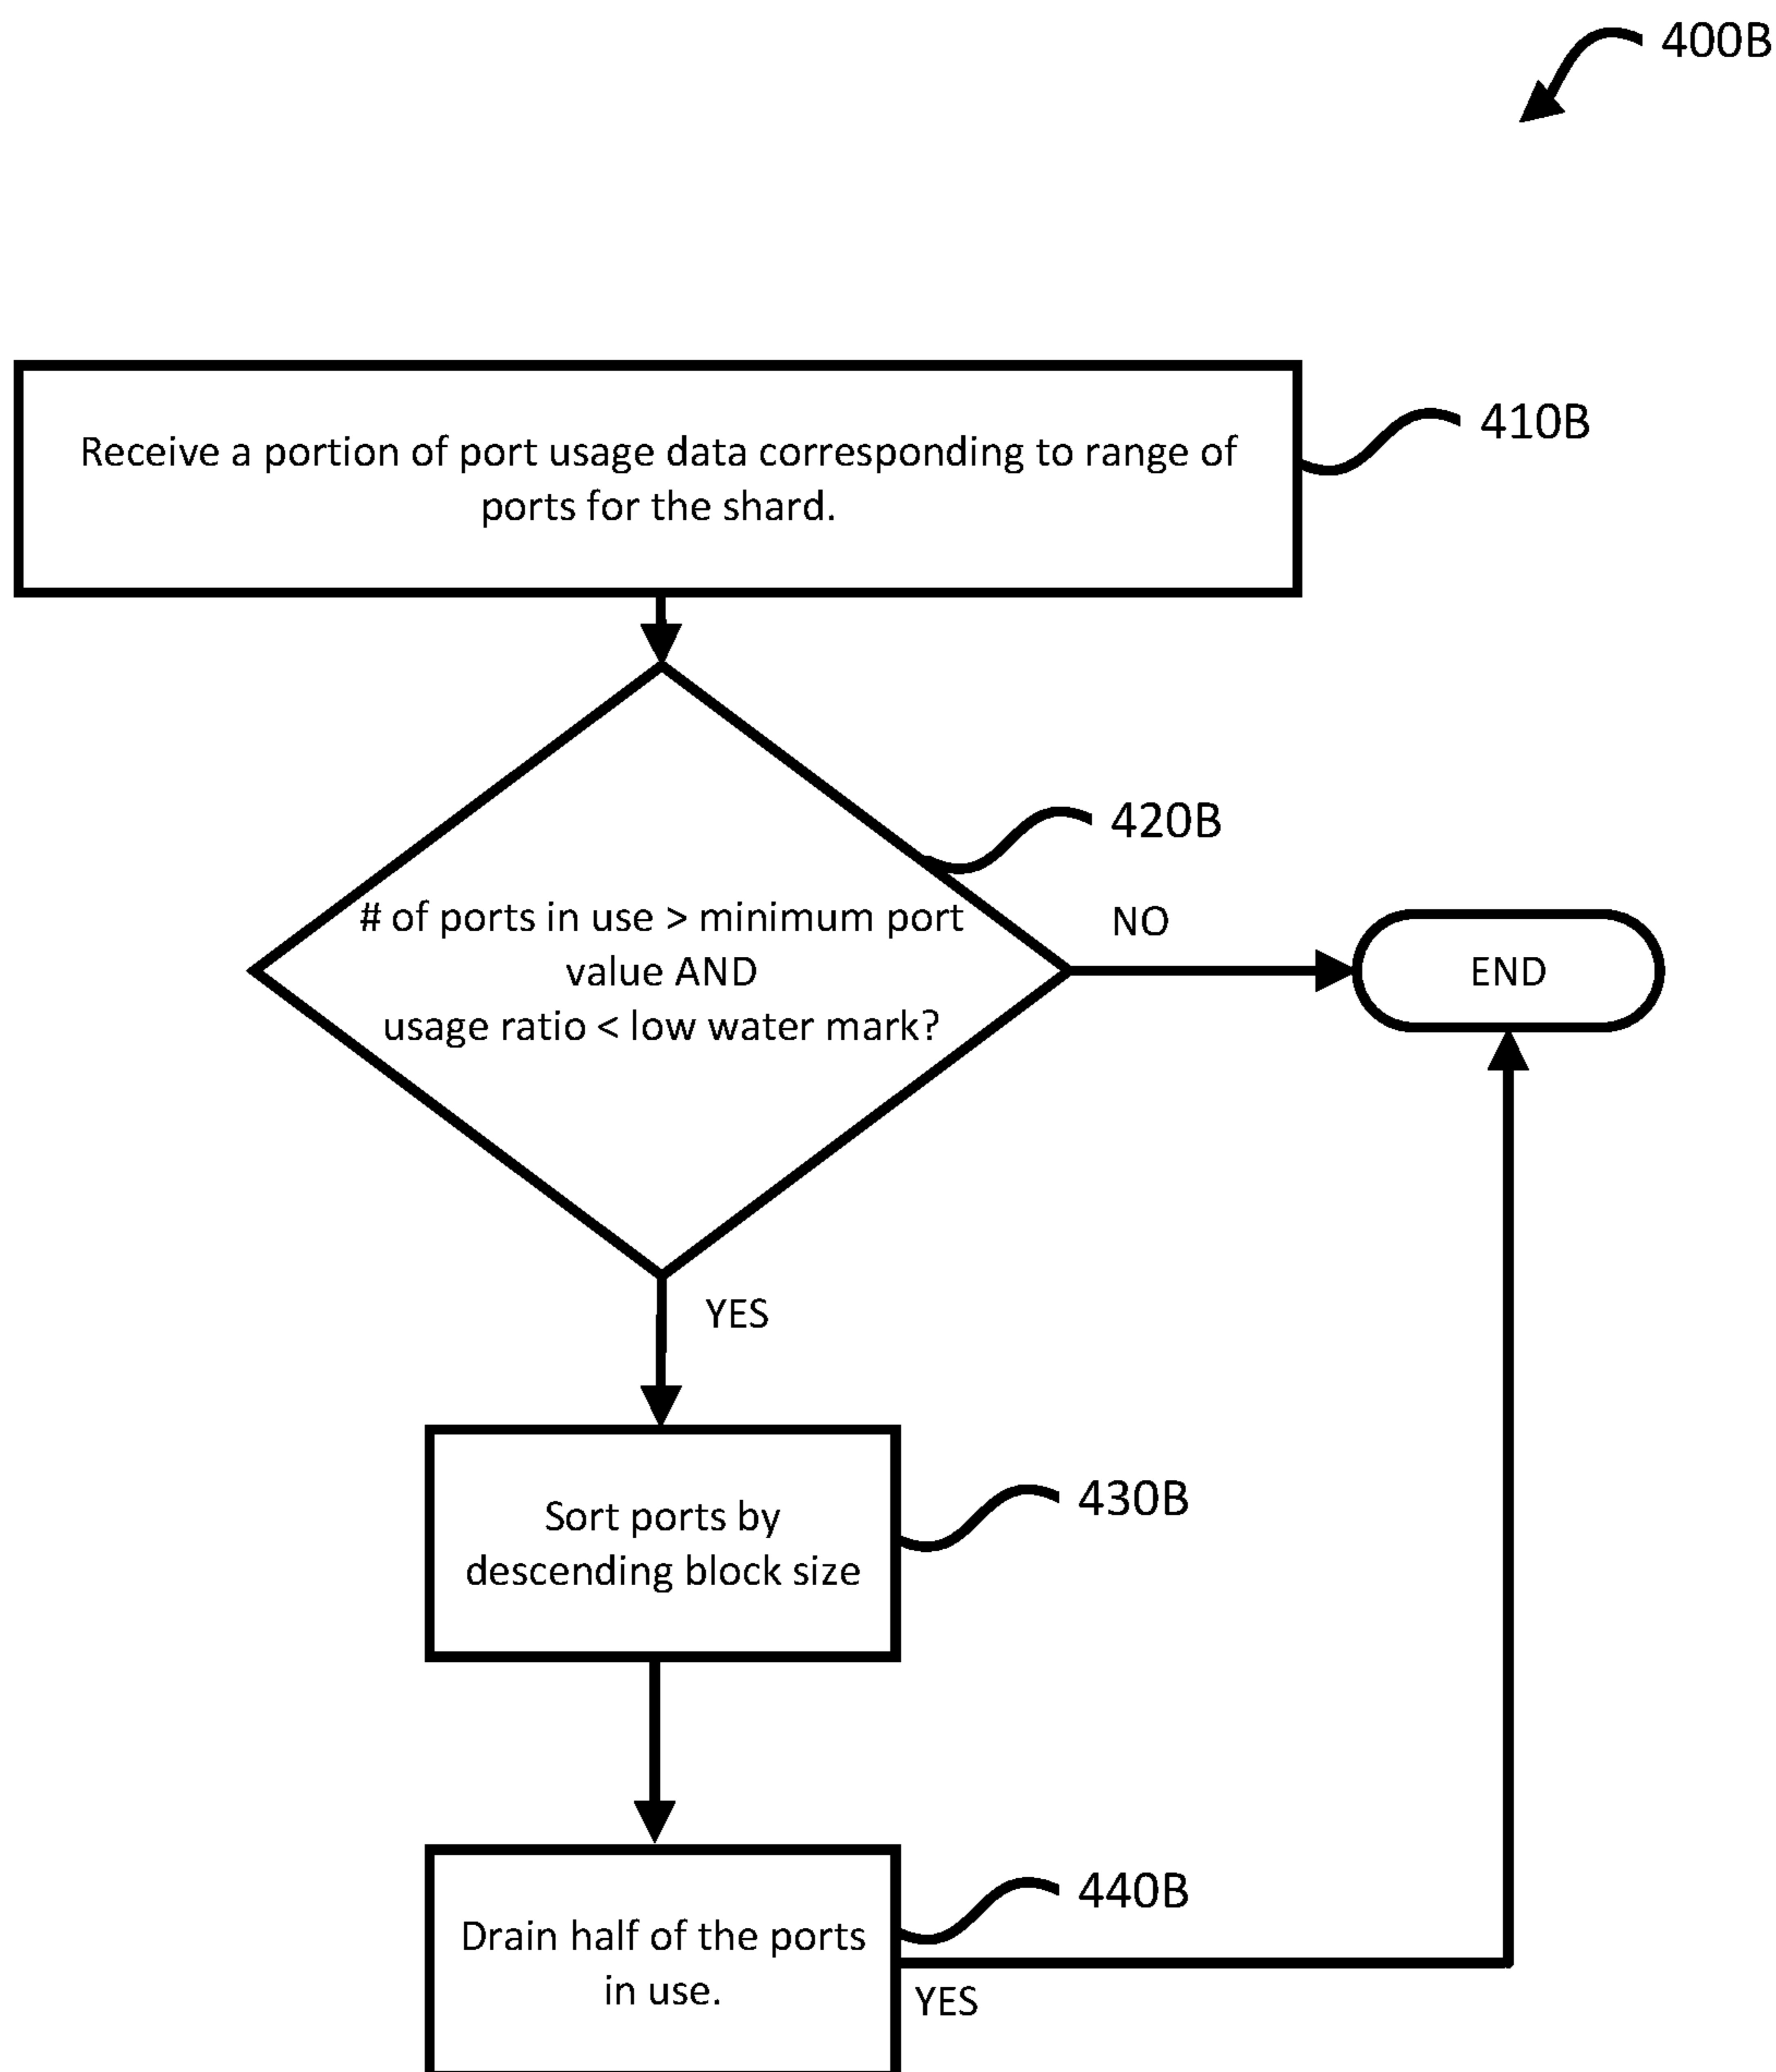 400B
Receive a portion of port usage data corresponding to range of
ports for the shard.
410B
420B
# of ports in use > minimum port
value AND
usage ratio < low water mark?
NO
END
YES
Sort ports by
descending block size
430B
Drain half of the ports
in use.
440B
YES